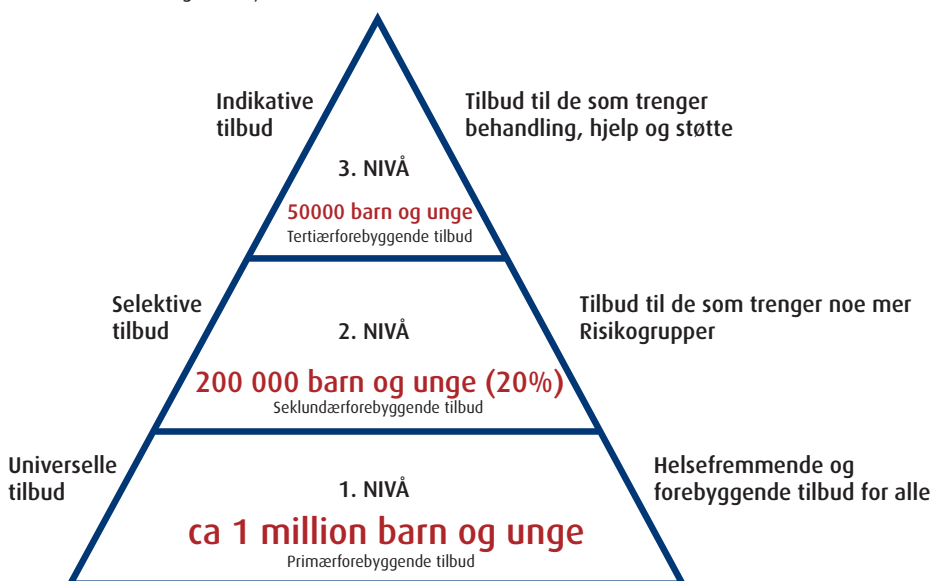 Indikative
tilbud
Tilbud til de som trenger
behandling, hjelp og støtte
3. NIVÅ
50000 barn og unge
Tertiærforebyggende tilbud
Selektive
tilbud
Tilbud til de som trenger noe mer
Risikogrupper
2. NIVÅ
200 000 barn og unge (20%)
Seklundærforebyggende tilbud
Universelle
tilbud
Helsefremmende og
forebyggende tilbud for alle
1. NIVÅ
ca 1 million barn og unge
Primærforebyggende tilbud